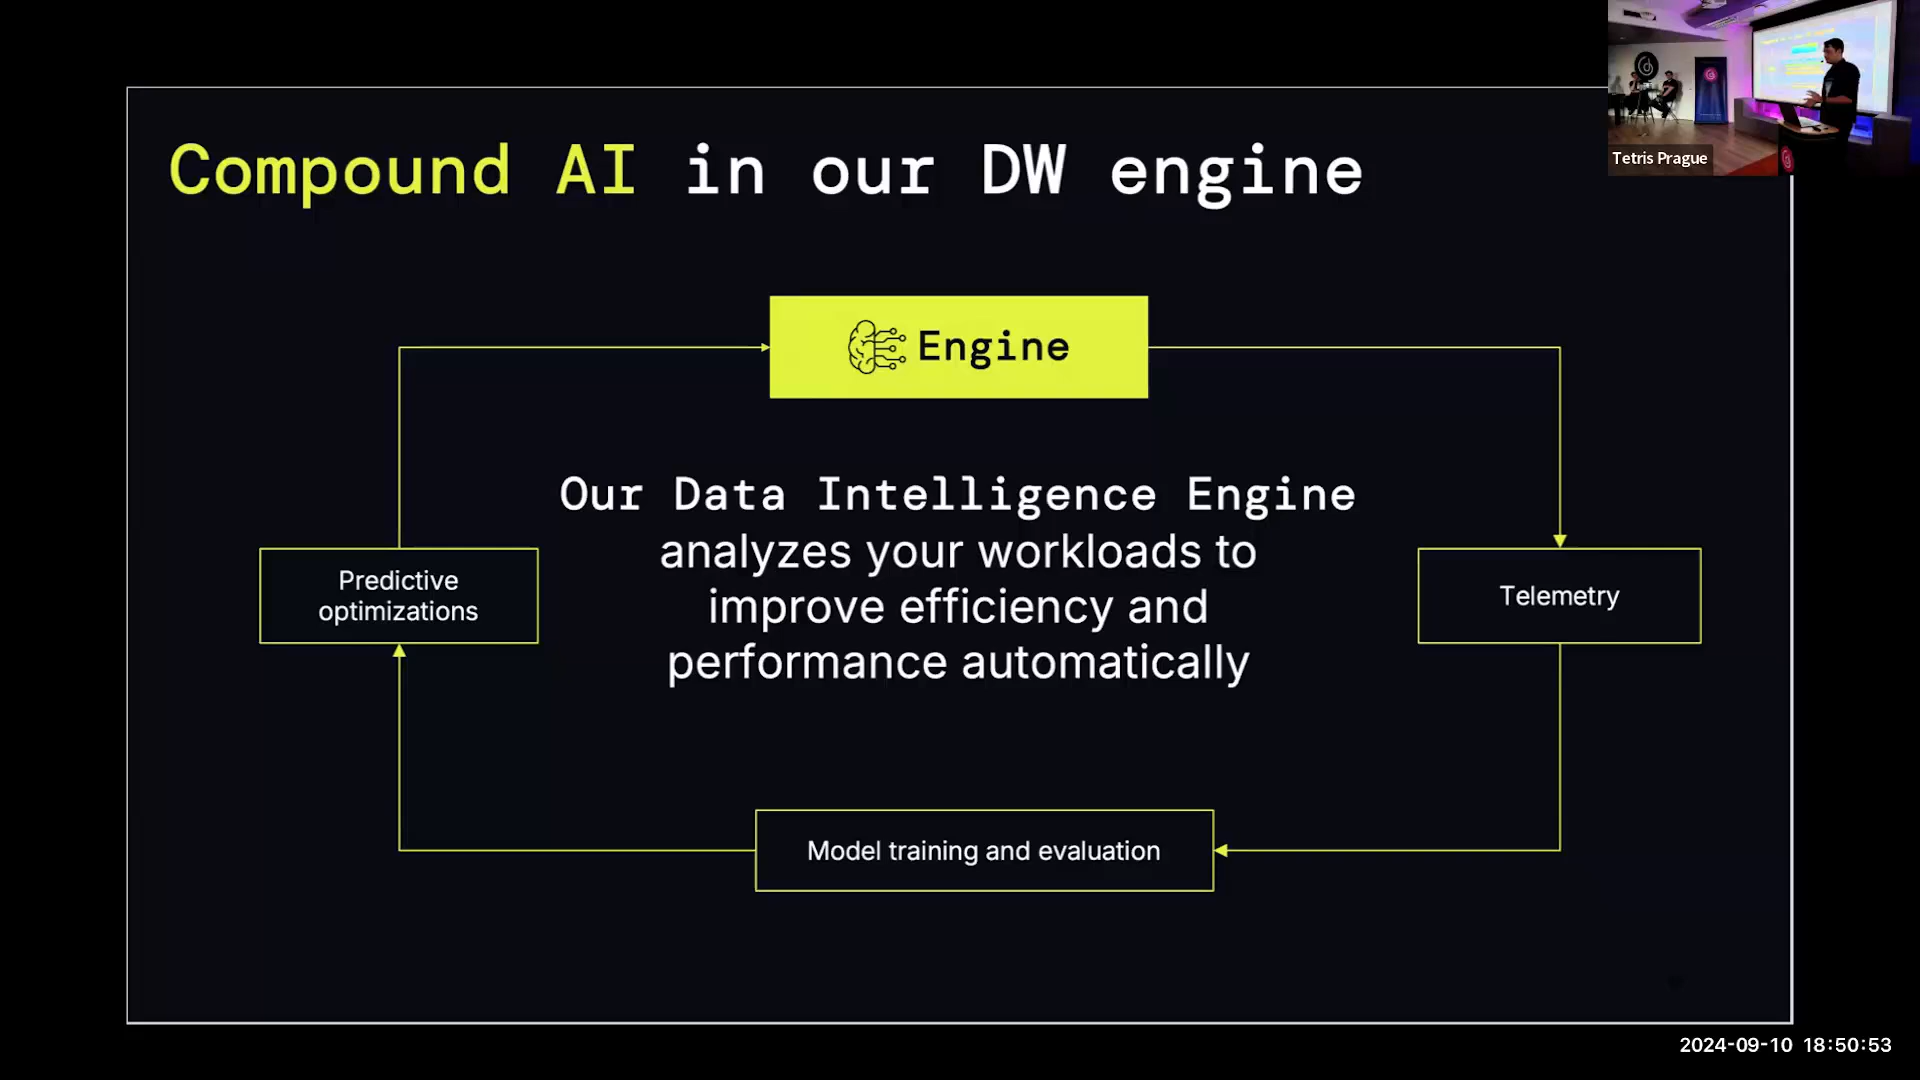 Compound AI in our DW engine
Tetris Prague
Engine
Our Data Intelligence Engine
analyzes your workloads to
improve efficiency and
performance automatically
Predictive
optimizations
Telemetry
Model training and evaluation
2024-09-10 18:50:53